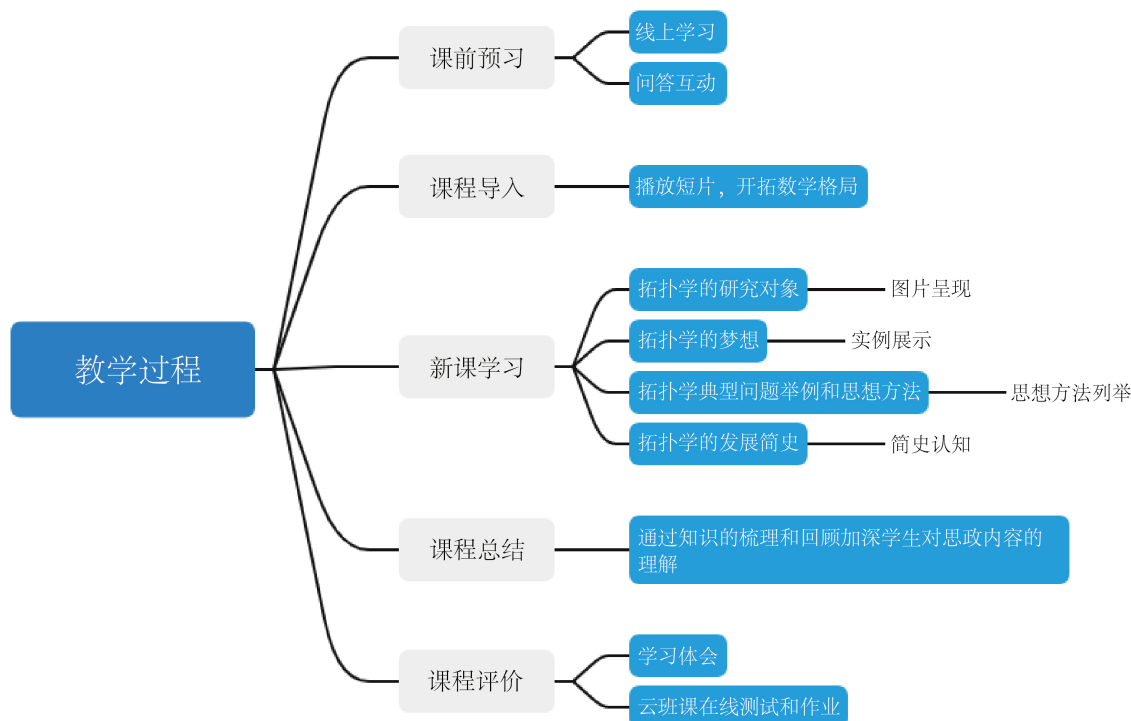 教学过程
课前预习
线上学习
问答互动
课程导入
播放短片，开拓数学格局
新课学习
拓扑学的研究对象
图片呈现
拓扑学的梦想
实例展示
拓扑学典型问题举例和思想方法
思想方法列举
拓扑学的发展简史
简史认知
课程总结
通过知识的梳理和回顾加深学生对思政内容的
理解
课程评价
学习体会
云班课在线测试和作业